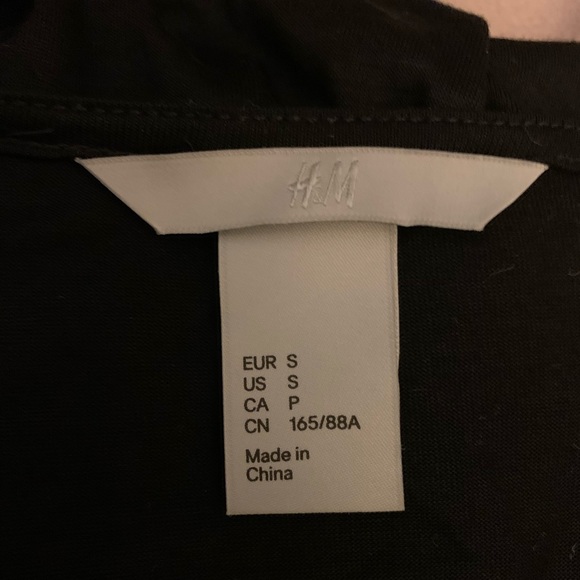 H&M
EUR S
US S
CA P
CN 165/88A
Made in
China